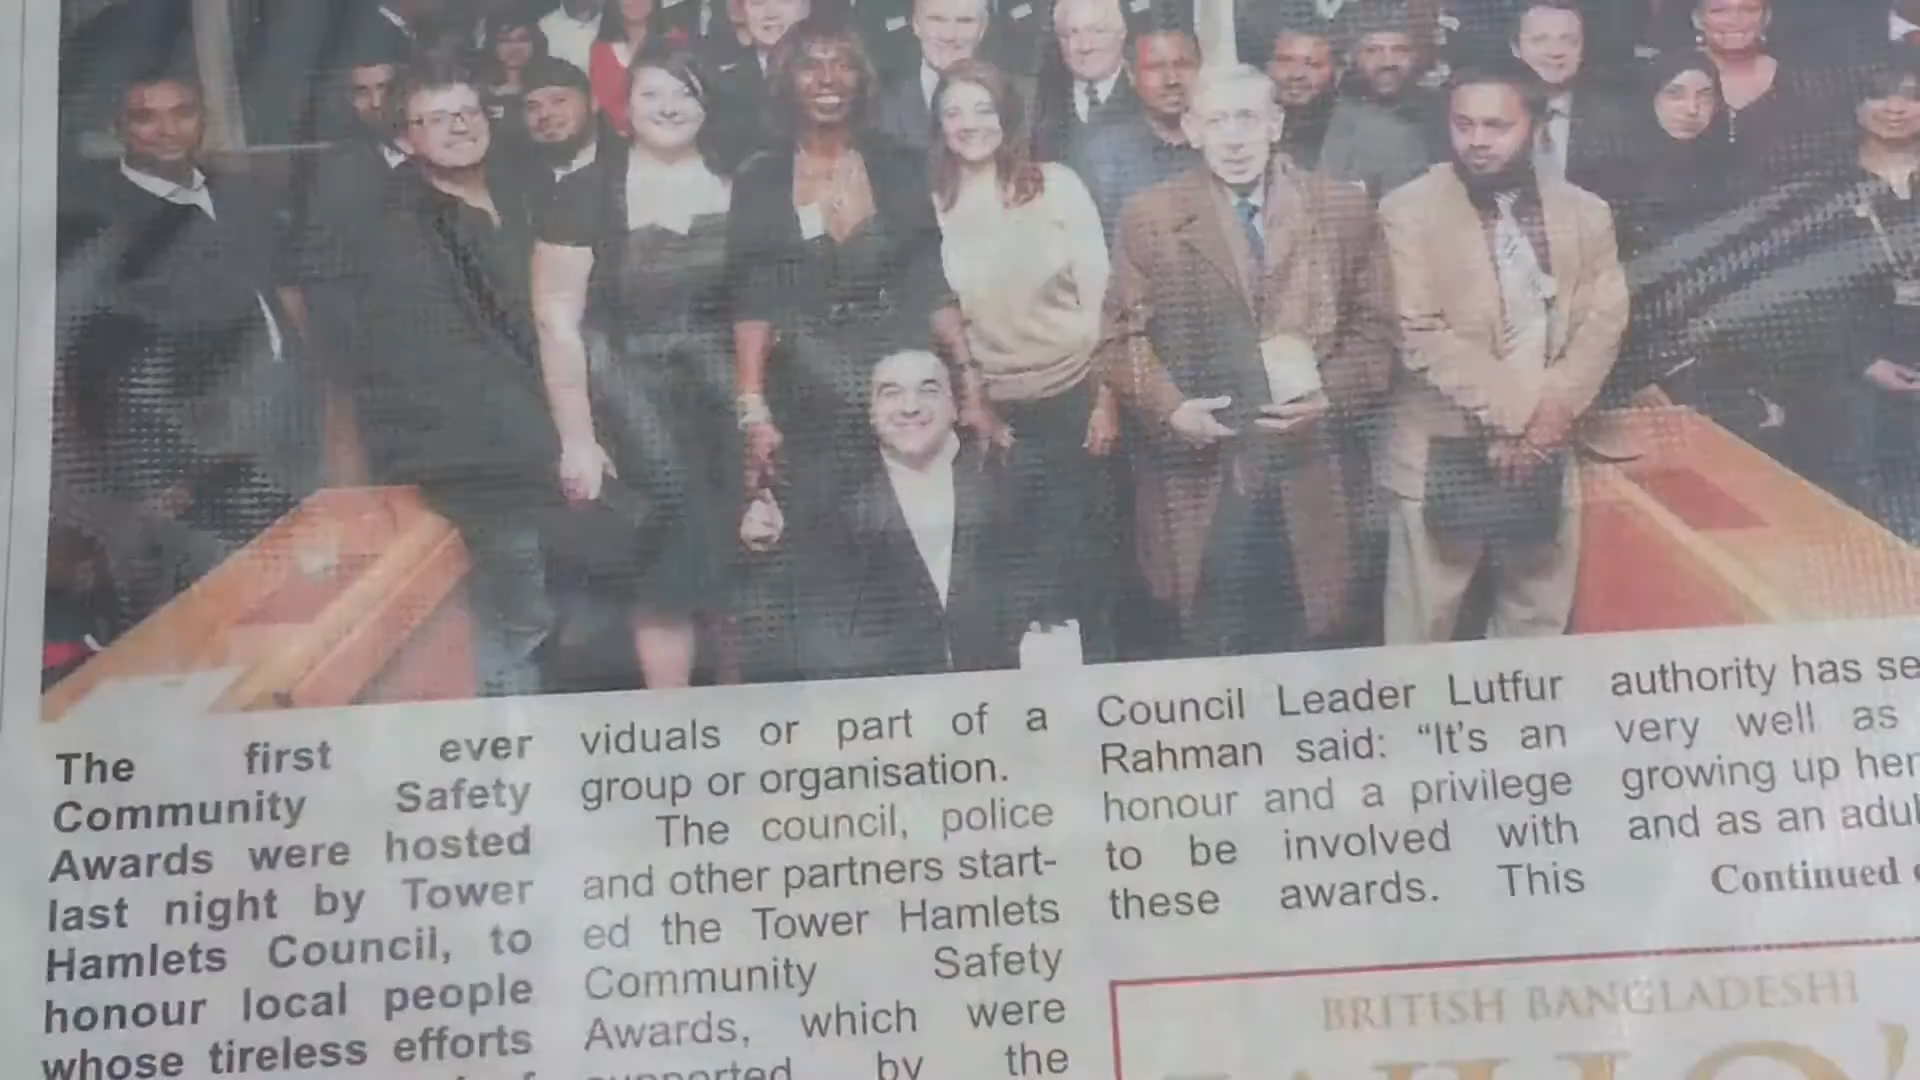 The first ever
Community Safety
Awards were hosted
last night by Tower
Hamlets Council, to
honour local people
whose tireless efforts
viduals or part of a
group or organisation.
The council, police
and other partners start-
ed the Tower Hamlets
Community Safety
Awards, which were
supported by the
Council Leader Lutfur
Rahman said: “It’s an
honour and a privilege
to be involved with
these awards. This
authority has se
very well as
growing up her
and as an adul
Continued
BRITISH BANGLADESHI